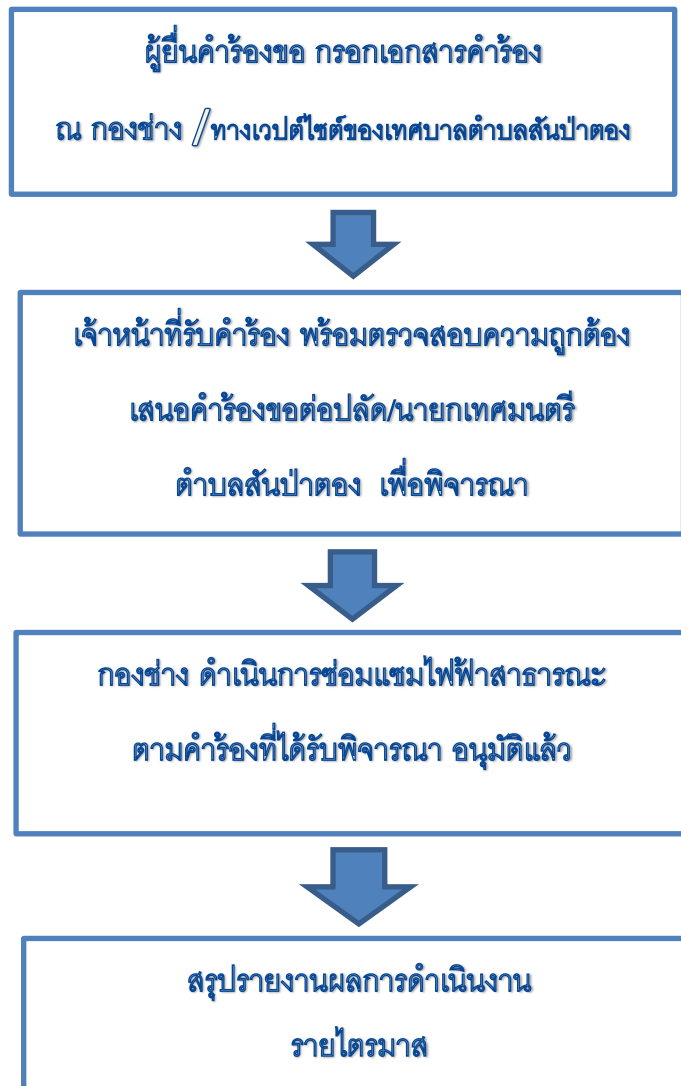 ผู้ยื่นคำร้องขอ กรอกเอกสารคำร้อง
ณ กองช่าง /ทางเวปต์ไซต์ของเทศบาลตำบลสันป่าตอง
เจ้าหน้าที่รับคำร้อง พร้อมตรวจสอบความถูกต้อง
เสนอคำร้องขอต่อปลัด/นายกเทศมนตรี
ตำบลสันป่าตอง เพื่อพิจารณา
กองช่าง ดำเนินการซ่อมแซมไฟฟ้าสาธารณะ
ตามคำร้องที่ได้รับพิจารณา อนุมัติแล้ว
สรุปรายงานผลการดำเนินงาน
รายไตรมาส